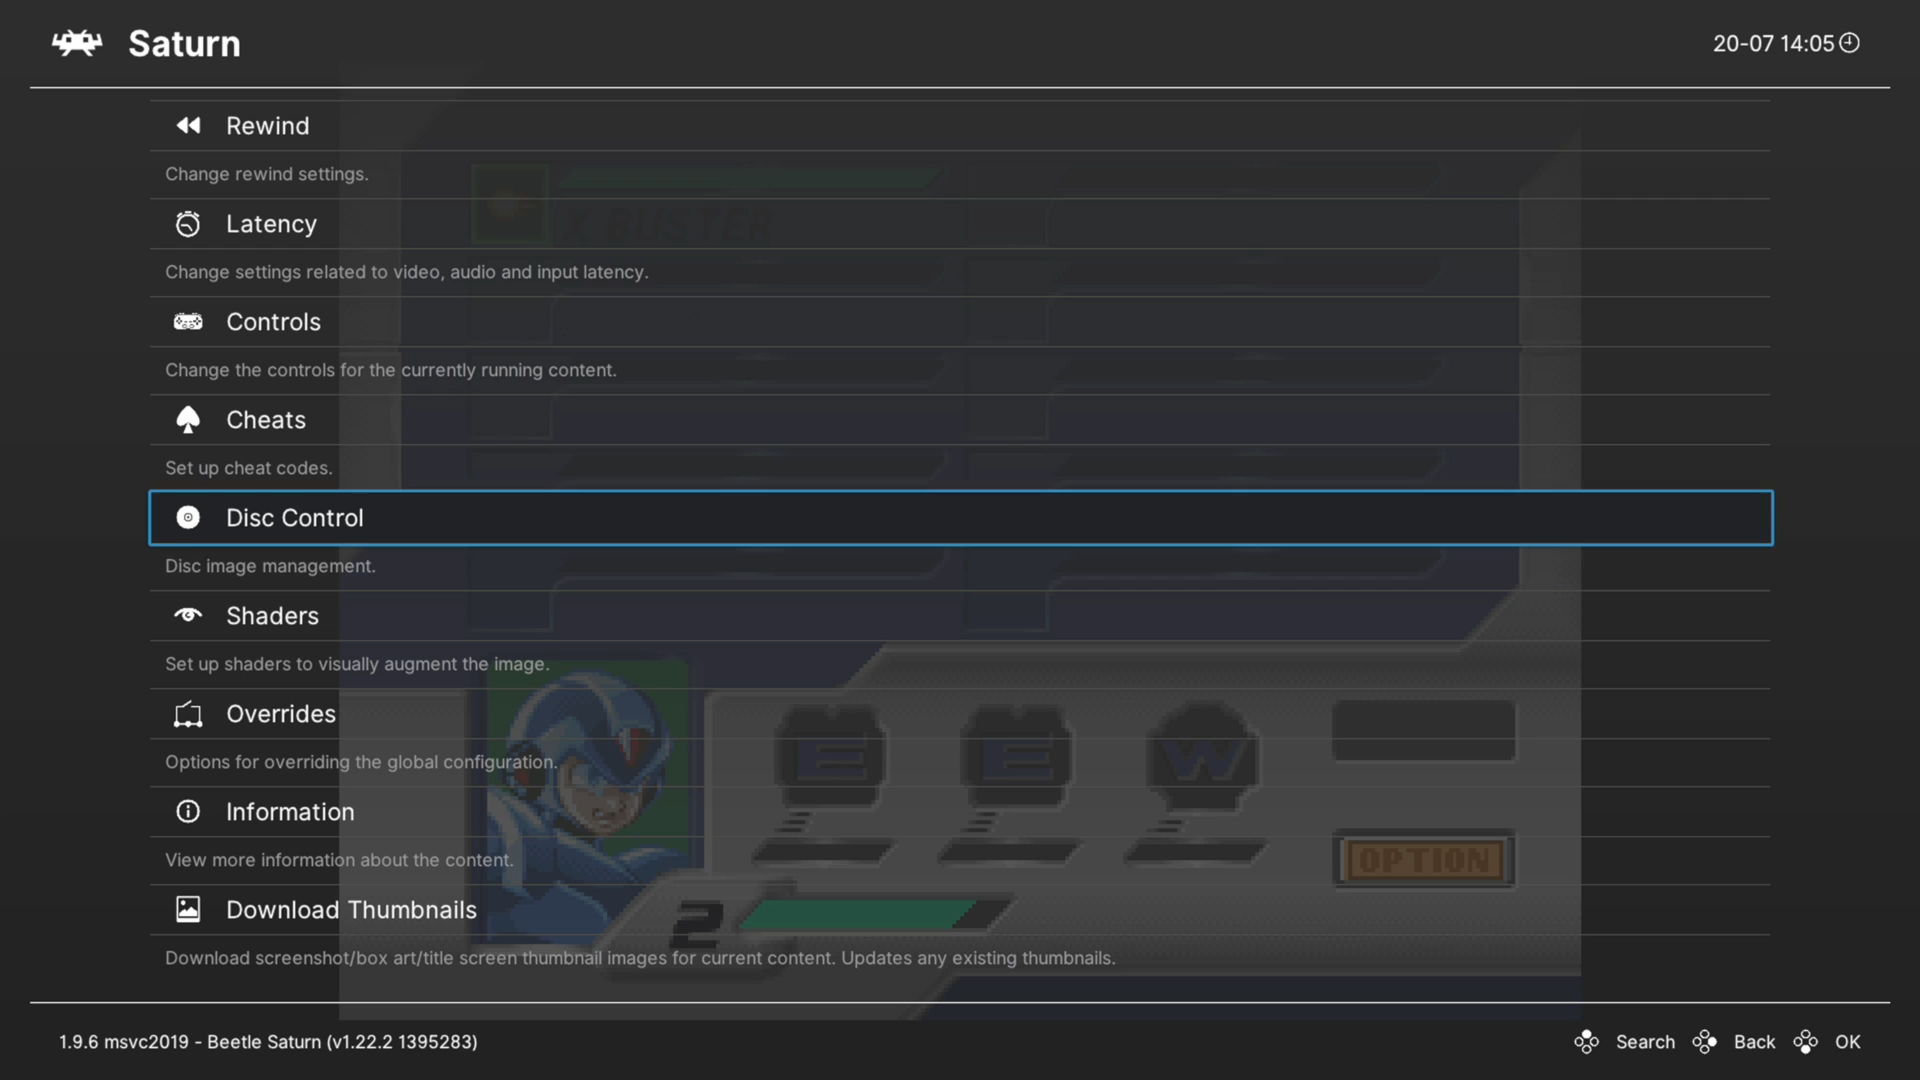 Saturn
20-07 14:05
Rewind
Change rewind settings.
X BUSTER
Latency
Change settings related to video, audio and input latency.
Controls
Change the controls for the currently running content.
Cheats
Set up cheat codes.
Disc Control
Disc image management.
Shaders
Set up shaders to visually augment the image.
Overrides
E E W
Options for overriding the global configuration.
Information
View more information about the content.
OPTION
Download Thumbnails
2
Download screenshot/box art/title screen thumbnail images for current content. Updates any existing thumbnails.
1.9.6 msvc2019 - Beetle Saturn (v1.22.2 1395283)
Search Back OK